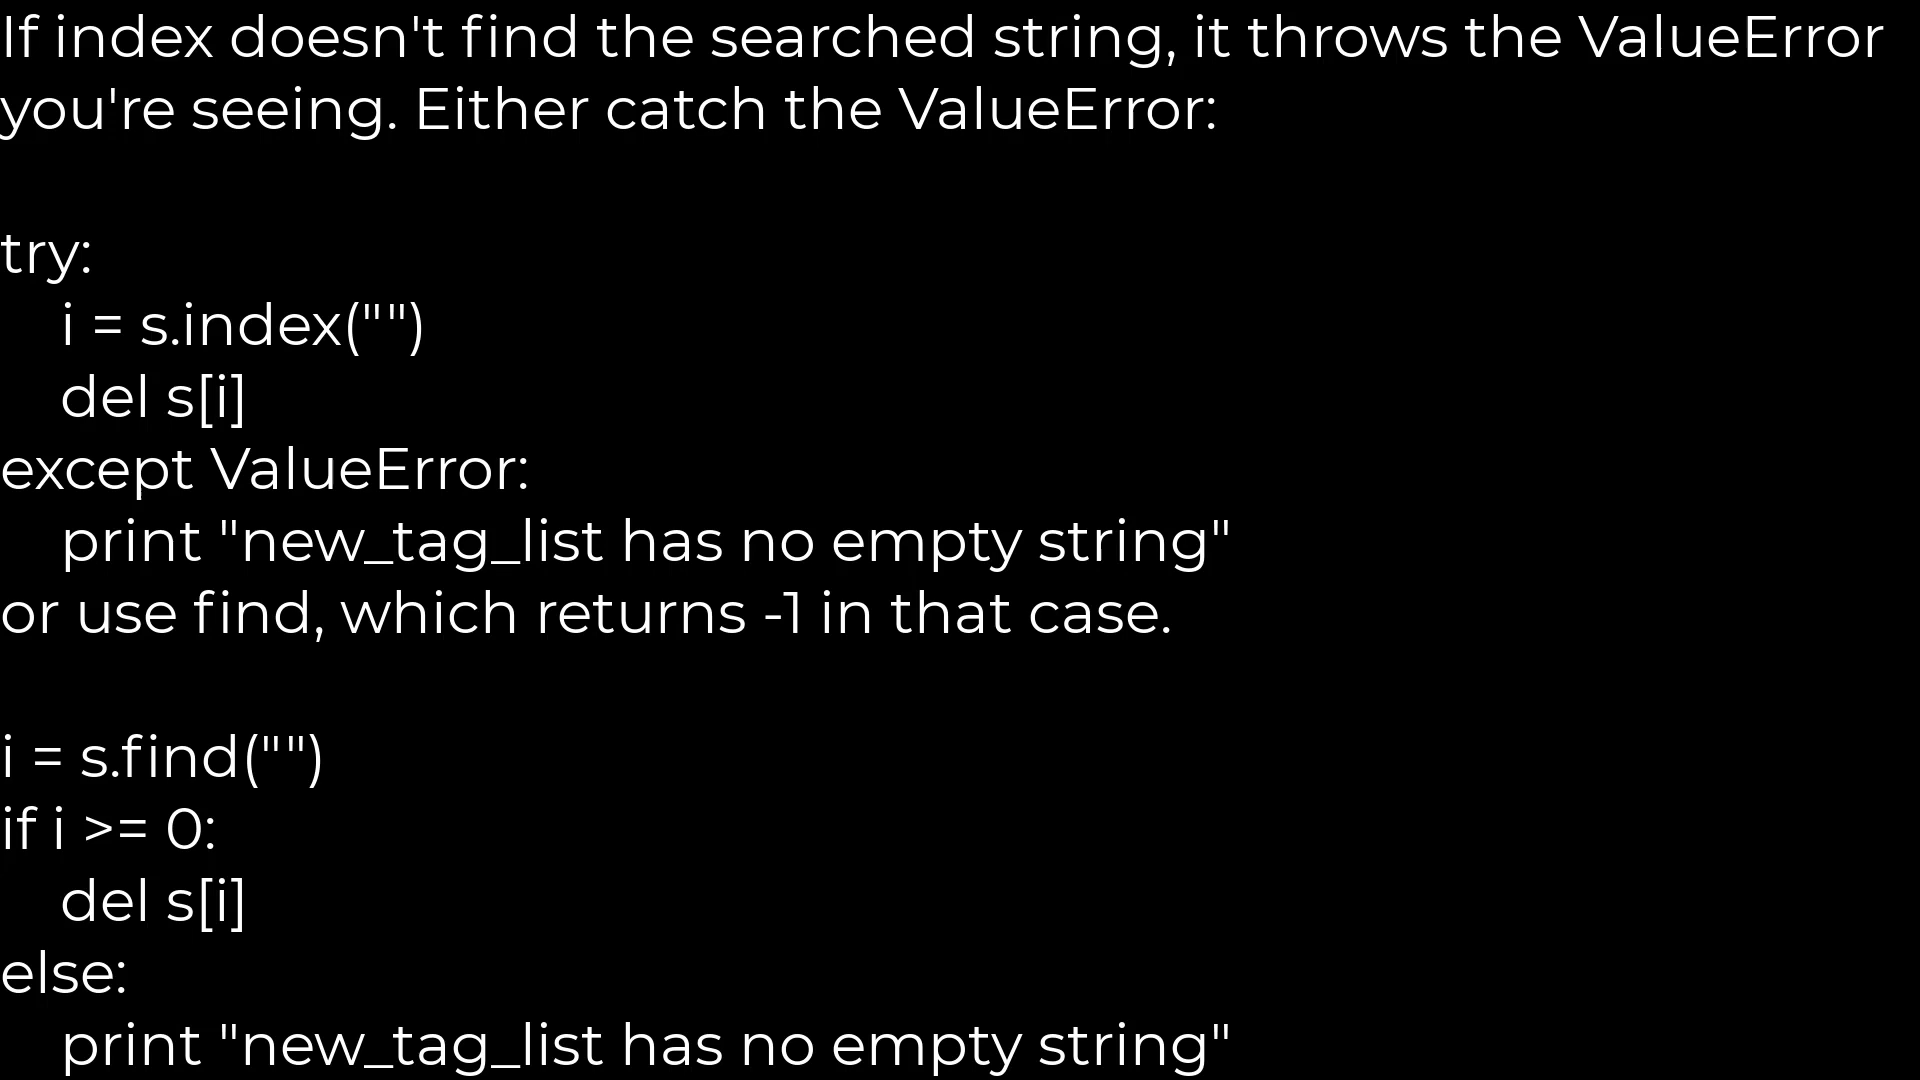 If index doesn't find the searched string, it throws the ValueError
you're seeing. Either catch the ValueError:

try:
    i = s.index("")
    del s[i]
except ValueError:
    print "new_tag_list has no empty string"
or use find, which returns -1 in that case.

i = s.find("")
if i >= 0:
    del s[i]
else:
    print "new_tag_list has no empty string"